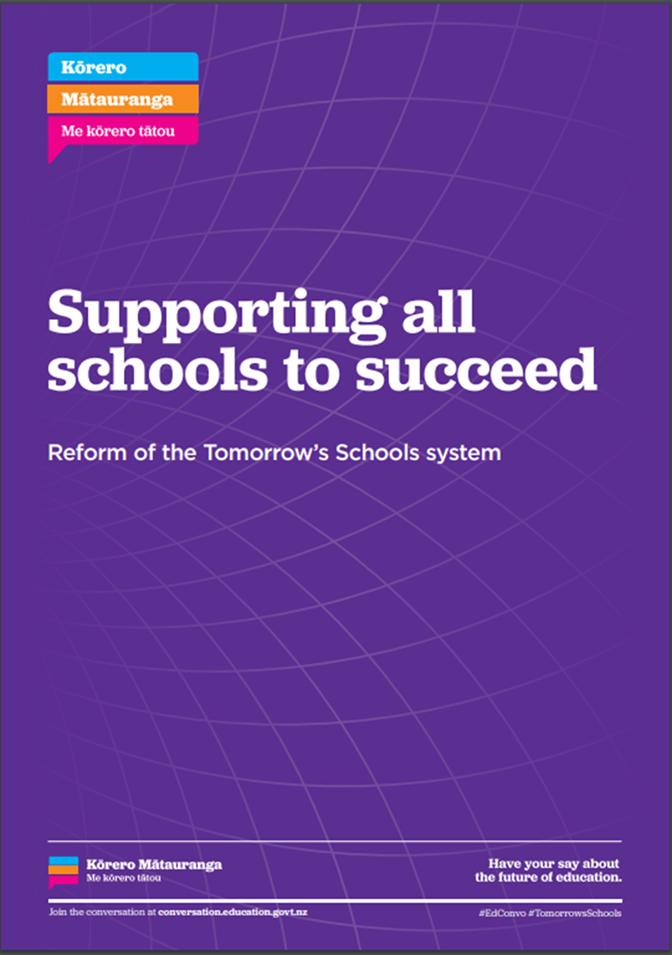 Kōrero
Mātauranga
Me kōrero tātou
Supporting all
schools to succeed
Reform of the Tomorrow's Schools system
Kōrero Mātauranga
Me kōrero tātou
Have your say about
the future of education.
Join the conversation at conversation.education.govt.nz
#EdConvo #TomorrowsSchools